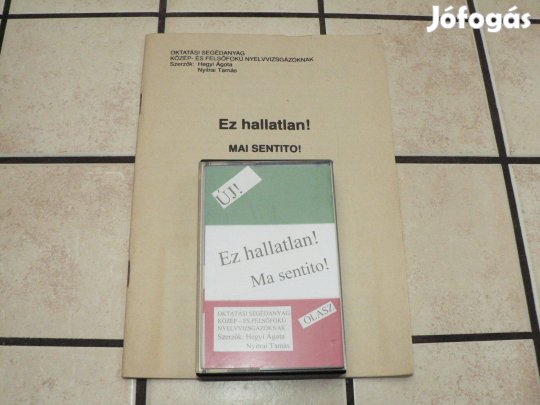 Jófogás
OKTATÁSI SEGÉDANYAG
KÖZÉP- ÉS FELSŐFOKÚ NYELVVIZSGÁZÓKNAK
Szerzők: Hegyi Ágota
Nyitrai Tamás
Ez hallatlan!
MAI SENTITO!
ÚJ!
Ez hallatlan!
Ma sentito!
OKTATÁSI SEGÉDANYAG
KÖZÉP – ÉS FELSŐFOKÚ
NYELVVIZSGÁZÓKNAK
Szerzők: Hegyi Ágota
Nyitrai Tamás
OLASZ